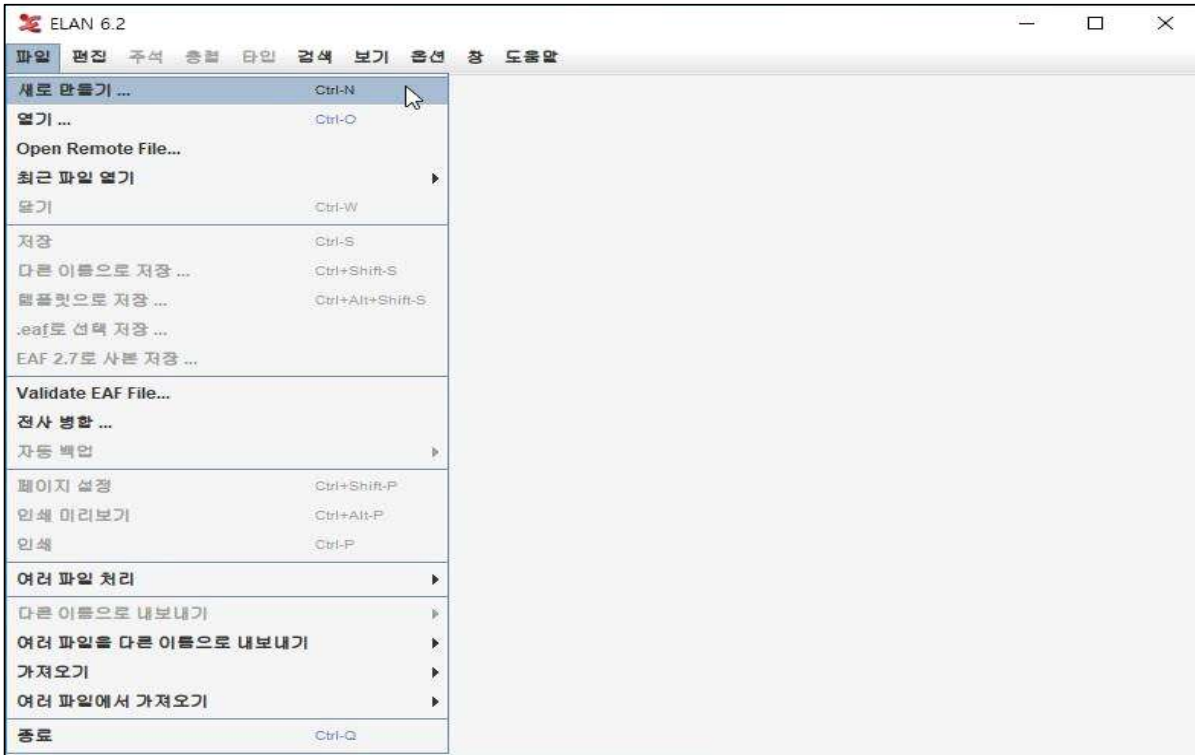 ELAN 6.2
파일 편집 주석 층렬 타입 검색 보기 옵션 창 도움말
새로 만들기 ... Ctrl-N
열기 ... Ctrl-O
Open Remote File...
최근 파일 열기
닫기 Ctrl-W
저장 Ctrl-S
다른 이름으로 저장 ... Ctrl+Shift-S
템플릿으로 저장 ... Ctrl+Alt+Shift-S
.eaf로 선택 저장 ...
EAF 2.7로 사본 저장 ...
Validate EAF File...
전사 병합 ...
자동 백업
페이지 설정 Ctrl+Shift-P
인쇄 미리보기 Ctrl+Alt-P
인쇄 Ctrl-P
여러 파일 처리
다른 이름으로 내보내기
여러 파일을 다른 이름으로 내보내기
가져오기
여러 파일에서 가져오기
종료 Ctrl-Q